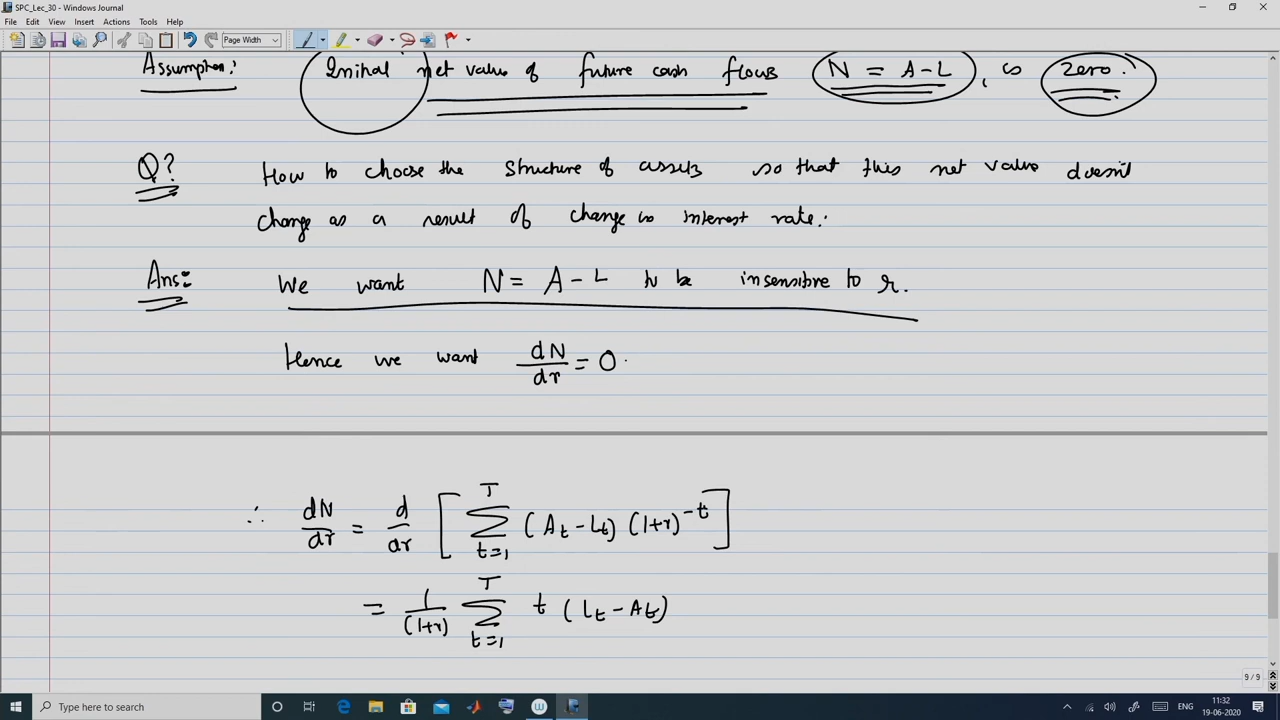 SPC_Lec_30 - Windows Journal
File Edit View Insert Actions Tools Help
Page Width
Assumption: Initial net value of future cash flows N = A-L, is zero.
Q? How to choose the structure of assets so that this net value doesn't
change as a result of change in interest rate.
Ans: We want N = A-L to be insensitive to r.
Hence we want dN/dr = 0.
∴ dN/dr = d/dr [ Σ_{t=1}^{T} (A_t - L_t) (1+r)^{-t} ]
= 1/(1+r) Σ_{t=1}^{T} t (L_t - A_t)
9/9
Type here to search
ENG
11:32
19-06-2020